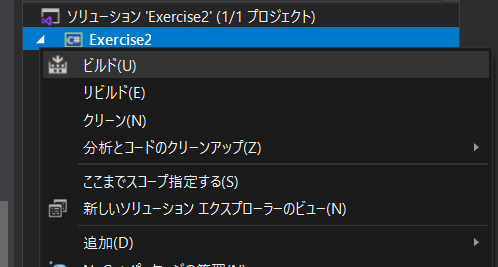 ソリューション 'Exercise2' (1/1 プロジェクト)
C# Exercise2
ビルド(U)
リビルド(E)
クリーン(N)
分析とコードのクリーンアップ(Z)
ここまでスコープ指定する(S)
新しいソリューション エクスプローラーのビュー(N)
追加(D)